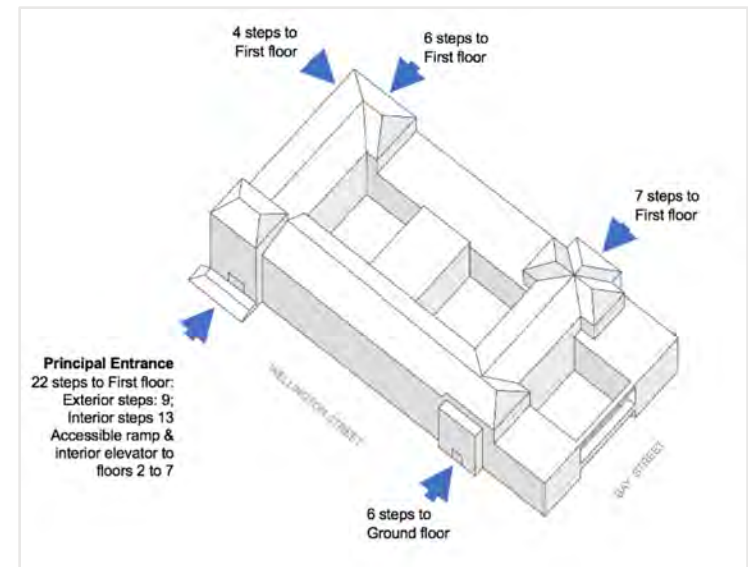 4 steps to
First floor
6 steps to
First floor
7 steps to
First floor
Principal Entrance
22 steps to First floor:
Exterior steps: 9;
Interior steps 13
Accessible ramp &
interior elevator to
floors 2 to 7
WELLINGTON STREET
BAY STREET
6 steps to
Ground floor